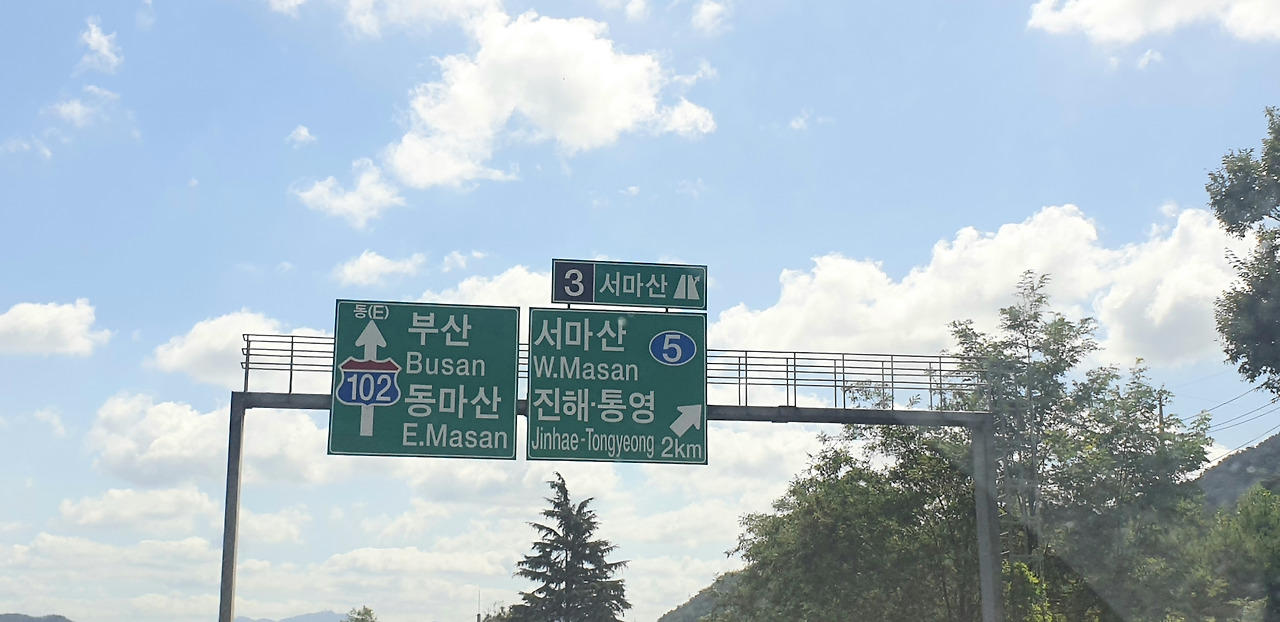 동(E)
부산
Busan
102
동마산
E.Masan
3 서마산
서마산
5
W.Masan
진해·통영
Jinhae-Tongyeong 2km